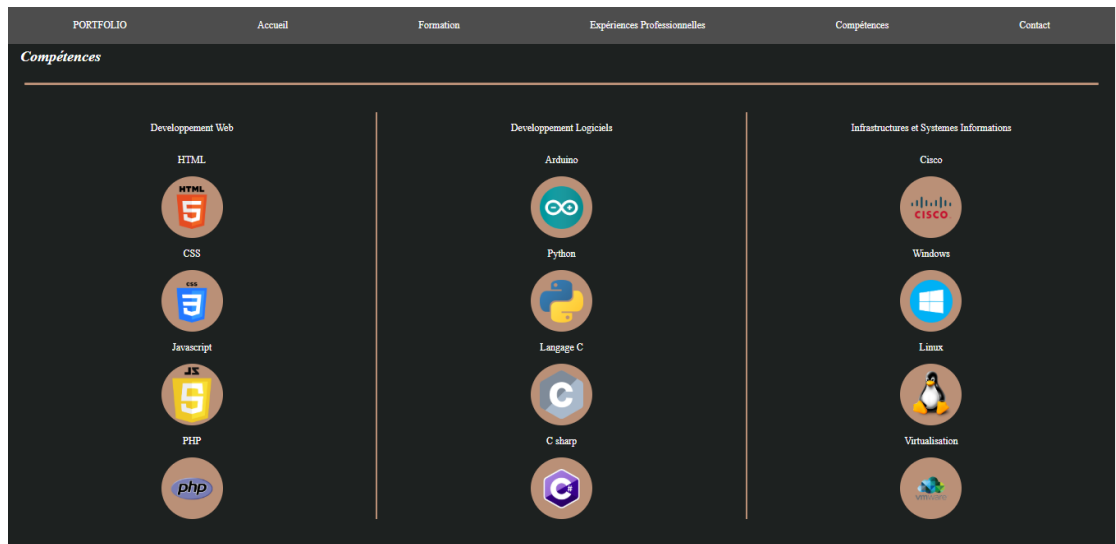 PORTFOLIO Accueil Formation Expériences Professionnelles Compétences Contact
Compétences
Developpement Web
HTML
HTML
5
CSS
CSS
3
Javascript
JS
5
PHP
php
Developpement Logiciels
Arduino
Python
Langage C
C
C sharp
C#
Infrastructures et Systemes Informations
Cisco
CISCO
Windows
Linux
Virtualisation
vmware